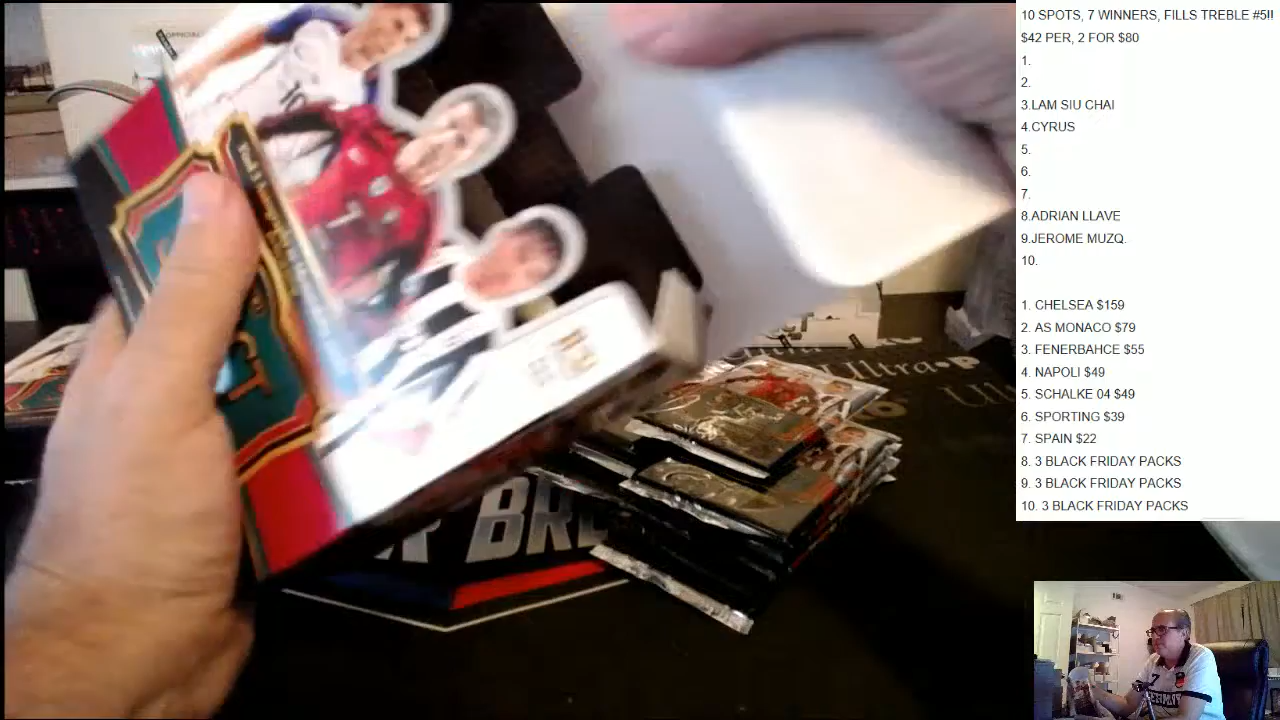 10 SPOTS, 7 WINNERS, FILLS TREBLE #5!!
$42 PER, 2 FOR $80
1.
2.
3.LAM SIU CHAI
4.CYRUS
5.
6.
7.
8.ADRIAN LLAVE
9.JEROME MUZQ.
10.
1. CHELSEA $159
2. AS MONACO $79
3. FENERBAHCE $55
4. NAPOLI $49
5. SCHALKE 04 $49
6. SPORTING $39
7. SPAIN $22
8. 3 BLACK FRIDAY PACKS
9. 3 BLACK FRIDAY PACKS
10. 3 BLACK FRIDAY PACKS
Ultra
BR